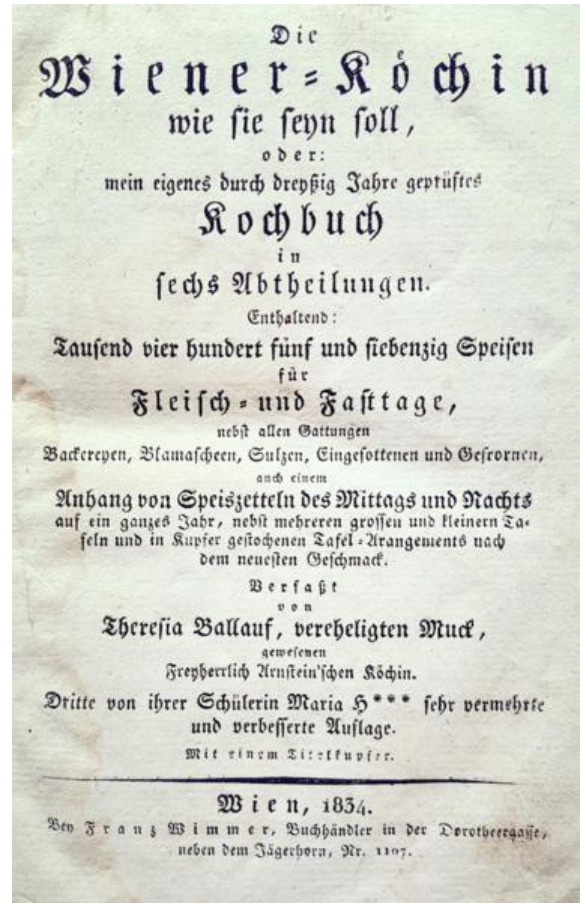 Die
Wiener-Köchin
wie sie seyn soll,
oder:
mein eigenes durch dreyßig Jahre geprüftes
Kochbuch
in
sechs Abtheilungen.
Enthaltend:
Tausend vier hundert fünf und siebenzig Speisen
für
Fleisch- und Fasttage,
nebst allen Gattungen
Backereyen, Blamascheen, Sulzen, Eingesottenen und Gefrornen,
auch einem
Anhang von Speiszetteln des Mittags und Nachts
auf ein ganzes Jahr, nebst mehreren grossen und kleinern Ta-
feln und in Kupfer gestochenen Tafel-Arangements nach
dem neuesten Geschmack.
Verfaßt
von
Theresia Ballauf, vereheligten Muck,
gewesenen
Freyherrlich Arnstein'schen Köchin.
Dritte von ihrer Schülerin Maria H*** sehr vermehrte
und verbesserte Auflage.
Mit einem Titelkupfer.
Wien, 1834.
Bey Franz Wimmer, Buchhändler in der Dorotheergasse,
neben dem Jägerhorn, Nr. 1107.